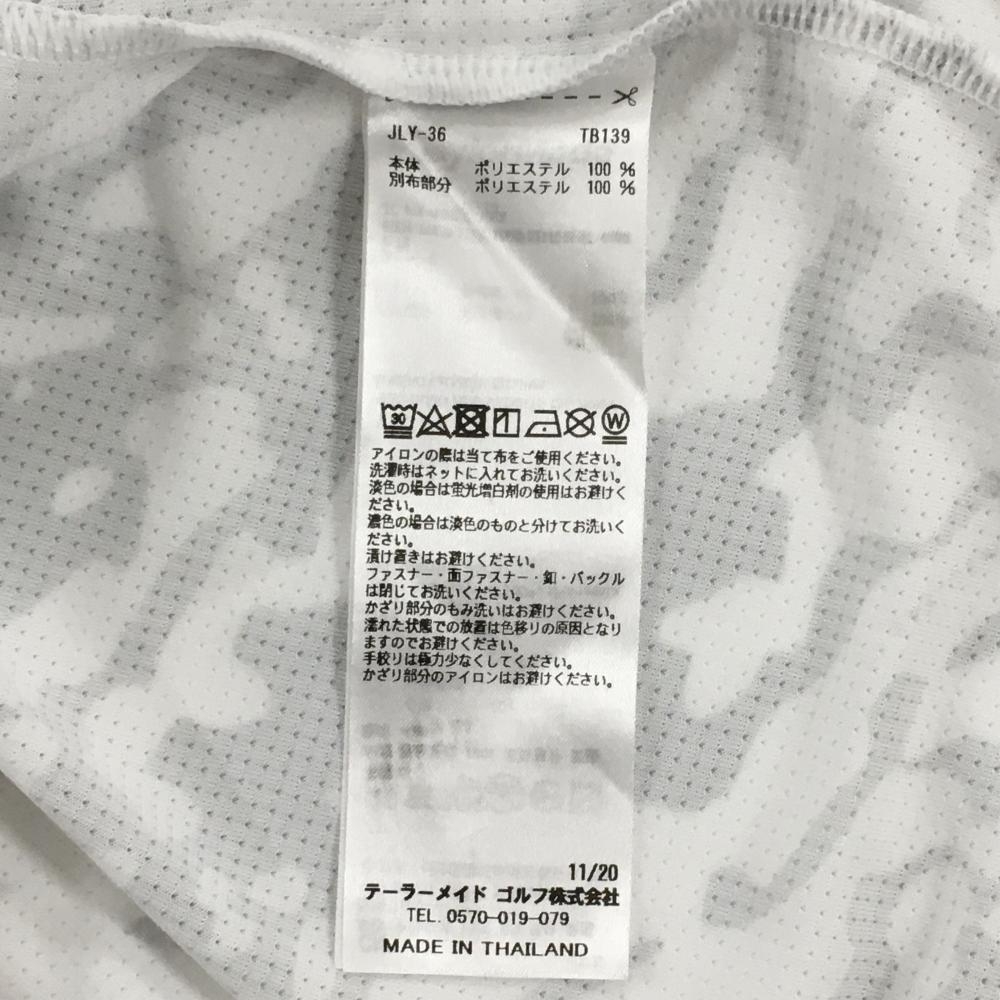 JLY-36 TB139
本体 ポリエステル 100 %
別布部分 ポリエステル 100 %
30 W
アイロンの際は当て布をご使用ください。
洗濯時はネットに入れてお洗いください。
淡色の場合は蛍光増白剤の使用はお避けく
ださい。
濃色の場合は淡色のものと分けてお洗いく
ださい。
漬け置きはお避けください。
ファスナー・面ファスナー・釦・バックル
は閉じてお洗いください。
かざり部分のもみ洗いはお避けください。
濡れた状態での放置は色移りの原因となり
ますのでお避けください。
手絞りは極力少なくしてください。
かざり部分のアイロンはお避けください。
11/20
テーラーメイド ゴルフ株式会社
TEL. 0570-019-079
MADE IN THAILAND